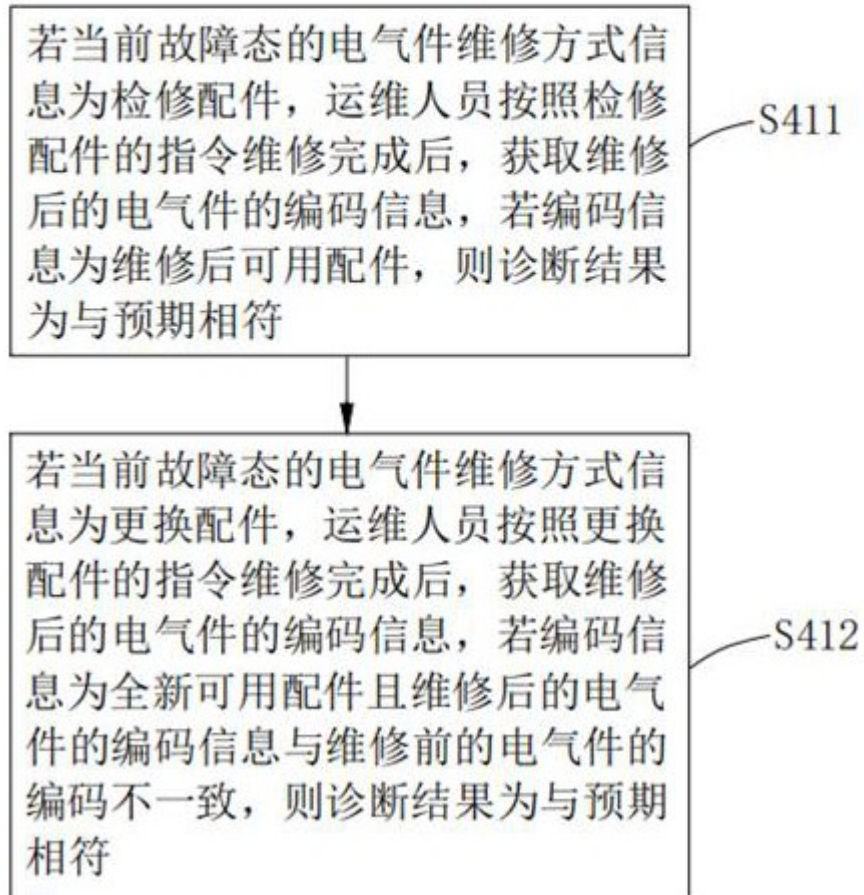 若当前故障态的电气件维修方式信
息为检修配件，运维人员按照检修
配件的指令维修完成后，获取维修
后的电气件的编码信息，若编码信
息为维修后可用配件，则诊断结果
为与预期相符
S411
若当前故障态的电气件维修方式信
息为更换配件，运维人员按照更换
配件的指令维修完成后，获取维修
后的电气件的编码信息，若编码信
息为全新可用配件且维修后的电气
件的编码信息与维修前的电气件的
编码不一致，则诊断结果为与预期
相符
S412